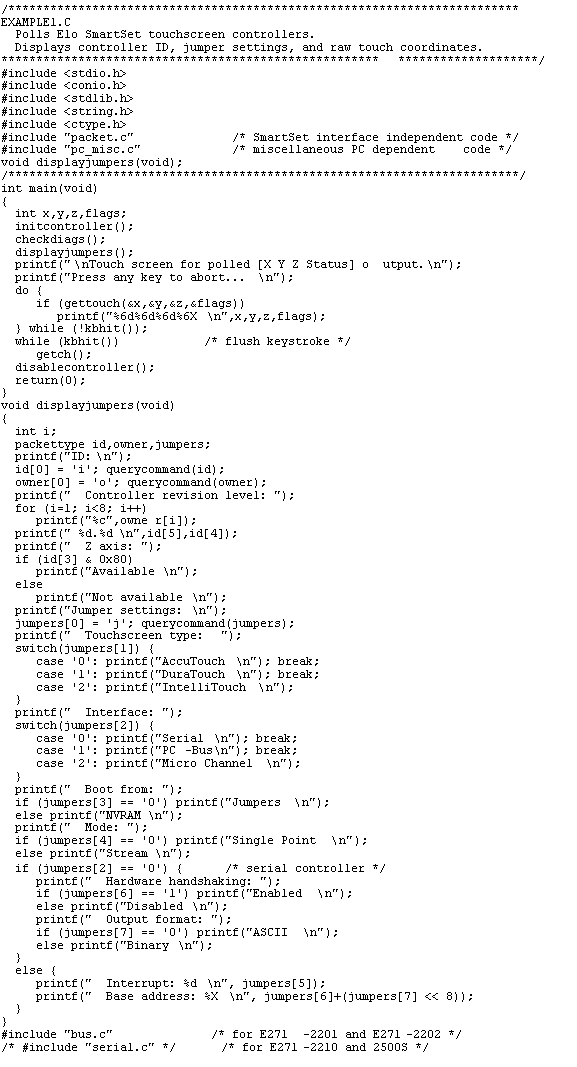 /*************************************************************************
EXAMPLE1.C
  Polls Elo SmartSet touchscreen controllers.
  Displays controller ID, jumper settings, and raw touch coordinates.
******************************************************   ********************/
#include <stdio.h>
#include <conio.h>
#include <stdlib.h>
#include <string.h>
#include <ctype.h>
#include "packet.c"              /* SmartSet interface independent code */
#include "pc_misc.c"             /* miscellaneous PC dependent    code */
void displayjumpers(void);
/*************************************************************************/
int main(void)
{
  int x,y,z,flags;
  initcontroller();
  checkdiags();
  displayjumpers();
  printf("\nTouch screen for polled [X Y Z Status] o  utput.\n");
  printf("Press any key to abort...  \n");
  do {
     if (gettouch(&x,&y,&z,&flags))
        printf("%6d%6d%6d%6X \n",x,y,z,flags);
  } while (!kbhit());
  while (kbhit())            /* flush keystroke */
     getch();
  disablecontroller();
  return(0);
}
void displayjumpers(void)
{
  int i;
  packettype id,owner,jumpers;
  printf("ID: \n");
  id[0] = 'i'; querycommand(id);
  owner[0] = 'o'; querycommand(owner);
  printf("  Controller revision level: ");
  for (i=1; i<8; i++)
     printf("%c",owne r[i]);
  printf(" %d.%d \n",id[5],id[4]);
  printf("  Z axis: ");
  if (id[3] & 0x80)
     printf("Available \n");
  else
     printf("Not available  \n");
  printf("Jumper settings:  \n");
  jumpers[0] = 'j'; querycommand(jumpers);
  printf("  Touchscreen type:   ");
  switch(jumpers[1]) {
     case '0': printf("AccuTouch  \n"); break;
     case '1': printf("DuraTouch  \n"); break;
     case '2': printf("IntelliTouch  \n");
  }
  printf("  Interface: ");
  switch(jumpers[2]) {
     case '0': printf("Serial  \n"); break;
     case '1': printf("PC -Bus\n"); break;
     case '2': printf("Micro Channel  \n");
  }
  printf("  Boot from: ");
  if (jumpers[3] == '0') printf("Jumpers  \n");
  else printf("NVRAM \n");
  printf("  Mode: ");
  if (jumpers[4] == '0') printf("Single Point  \n");
  else printf("Stream \n");
  if (jumpers[2] == '0') {      /* serial controller */
     printf("  Hardware handshaking: ");
     if (jumpers[6] == '1') printf("Enabled  \n");
     else printf("Disabled  \n");
     printf("  Output format: ");
     if (jumpers[7] == '0') printf("ASCII  \n");
     else printf("Binary  \n");
  }
  else {
     printf("  Interrupt: %d  \n", jumpers[5]);
     printf("  Base address: %X  \n", jumpers[6]+(jumpers[7] << 8));
  }
}
#include "bus.c"              /* for E271  -2201 and E271 -2202 */
/* #include "serial.c" */      /* for E271 -2210 and 2500S */